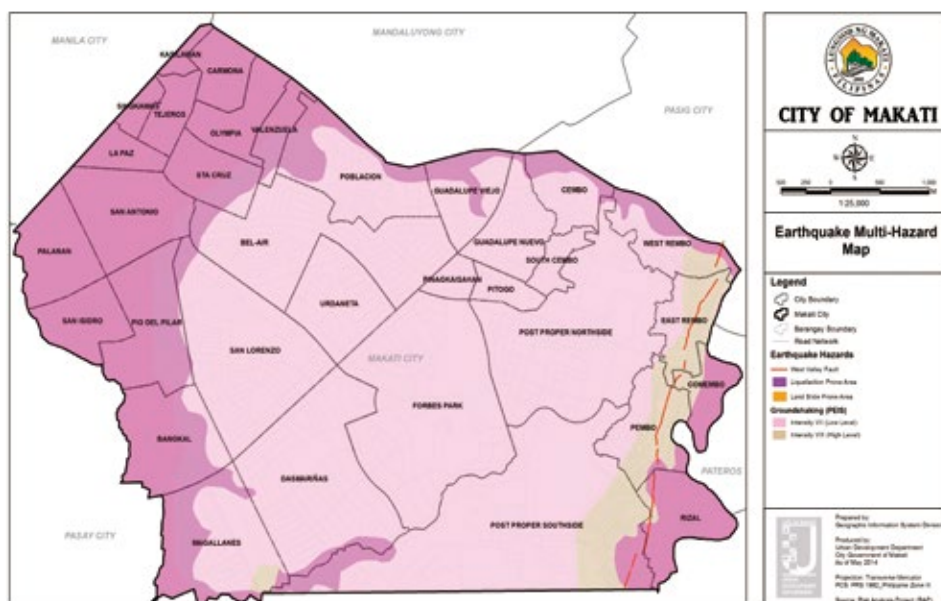 MANILA CITY
MANDALUYONG CITY
PASIG CITY
CARMONA
TEJEROS
OLYMPIA
VALENZUELA
LA PAZ
STA CRUZ
POBLACION
GUADALUPE VIEJO
CEMBO
SAN ANTONIO
PALANAN
BEL-AIR
GUADALUPE NUEVO
WEST REMBO
SOUTH CEMBO
PINAGKAISAHAN
PITOGO
URDANETA
SAN ISIDRO
PIO DEL PILAR
EAST REMBO
POST PROPER NORTHSIDE
SAN LORENZO
MAKATI CITY
COMEMBO
FORBES PARK
PEMBO
BANGKAL
DASMARIÑAS
PATEROS
POST PROPER SOUTHSIDE
RIZAL
PASAY CITY
MAGALLANES
LUNGSOD NG MAKATI
PILIPINAS
CITY OF MAKATI
N
S
1:25,000
Earthquake Multi-Hazard
Map
Legend
City Boundary
Makati City
Barangay Boundary
Road Network
Earthquake Hazards
West Valley Fault
Liquefaction Prone Area
Land Slide Prone Area
Groundshaking (PEIS)
Intensity VII (Low Level)
Intensity VIII (High Level)
Prepared by:
Geographic Information System Division
Produced by:
Urban Development Department
City Government of Makati
As of May 2014
Projection: Transverse Mercator